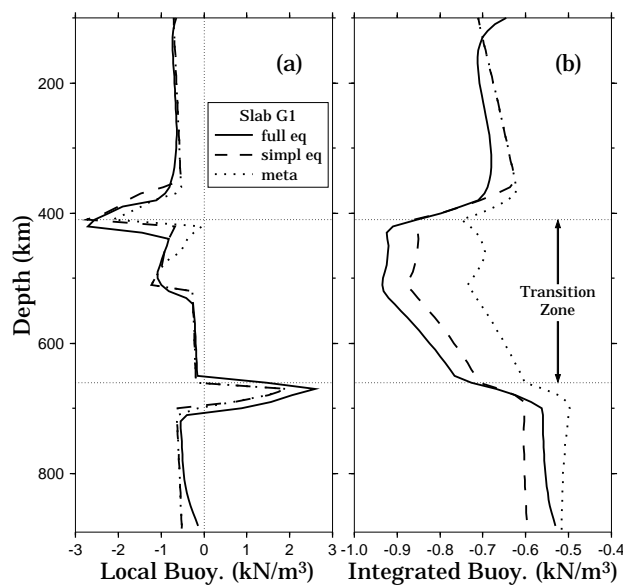 (a)
(b)
Slab G1
full eq
simpl eq
meta
Transition
Zone
Depth (km)
200
400
600
800
-3 -2 -1 0 1 2 3
-1.0 -0.9 -0.8 -0.7 -0.6 -0.5 -0.4
Local Buoy. (kN/m³)
Integrated Buoy. (kN/m³)